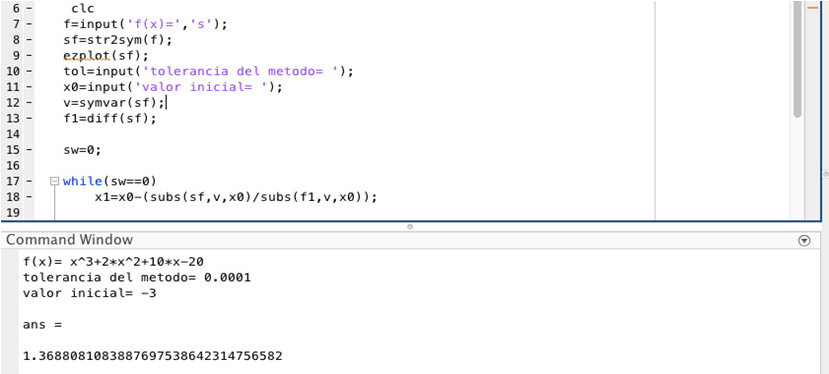 6 - clc
7 - f=input('f(x)=','s');
8 - sf=str2sym(f);
9 - ezplot(sf);
10 - tol=input('tolerancia del metodo= ');
11 - x0=input('valor inicial= ');
12 - v=symvar(sf);
13 - f1=diff(sf);
14
15 - sw=0;
16
17 - while(sw==0)
18 - x1=x0-(subs(sf,v,x0)/subs(f1,v,x0));
19
Command Window
f(x)= x^3+2*x^2+10*x-20
tolerancia del metodo= 0.0001
valor inicial= -3
ans =
1.3688081083887697538642314756582